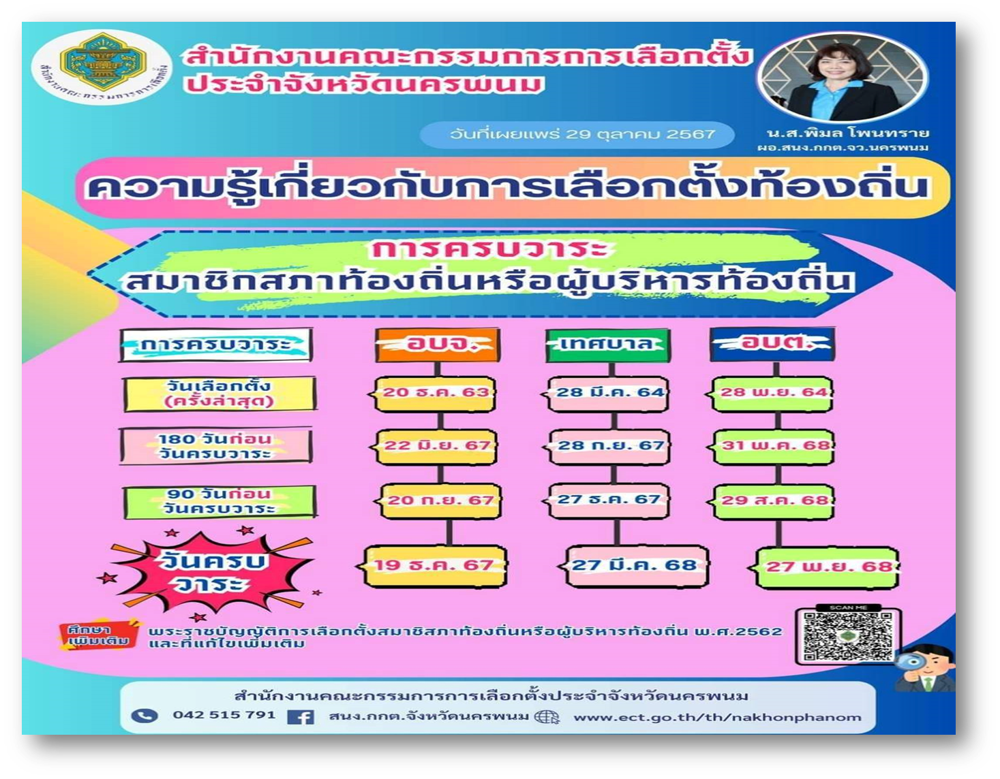 สำนักงานคณะกรรมการการเลือกตั้ง
สำนักงานคณะกรรมการการเลือกตั้ง
ประจำจังหวัดนครพนม
วันที่เผยแพร่ 29 ตุลาคม 2567
น.ส.พิมล โพนทราย
ผอ.สนง.กกต.จว.นครพนม
ความรู้เกี่ยวกับการเลือกตั้งท้องถิ่น
การครบวาระ
สมาชิกสภาท้องถิ่นหรือผู้บริหารท้องถิ่น
การครบวาระ อบจ. เทศบาล อบต.
วันเลือกตั้ง
(ครั้งล่าสุด)
20 ธ.ค. 63 28 มี.ค. 64 28 พ.ย. 64
180 วันก่อน
วันครบวาระ
22 มิ.ย. 67 28 ก.ย. 67 31 พ.ค. 68
90 วันก่อน
วันครบวาระ
20 ก.ย. 67 27 ธ.ค. 67 29 ส.ค. 68
วันครบ
วาระ
19 ธ.ค. 67 27 มี.ค. 68 27 พ.ย. 68
SCAN ME
ศึกษา
เพิ่มเติม
พระราชบัญญัติการเลือกตั้งสมาชิสภาท้องถิ่นหรือผู้บริหารท้องถิ่น พ.ศ.2562
และที่แก้ไขเพิ่มเติม
สำนักงานคณะกรรมการการเลือกตั้งประจำจังหวัดนครพนม
042 515 791 สนง.กกต.จังหวัดนครพนม www.ect.go.th/th/nakhonphanom